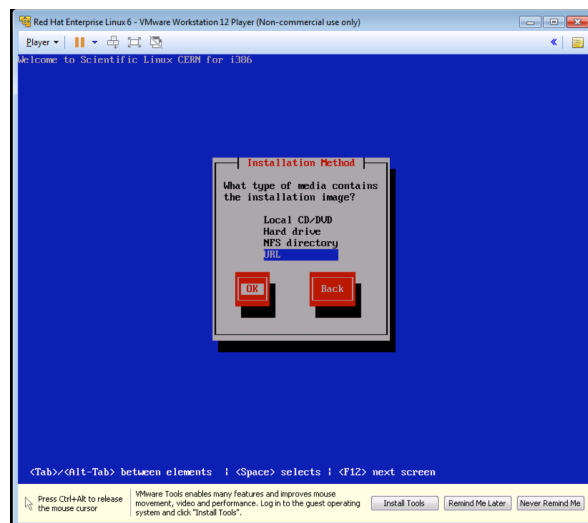 Red Hat Enterprise Linux 6 - VMware Workstation 12 Player (Non-commercial use only)
Player
Welcome to Scientific Linux CERN for i386
Installation Method
What type of media contains
the installation image?
Local CD/DVD
Hard drive
NFS directory
URL
OK Back
<Tab>/<Alt-Tab> between elements | <Space> selects | <F12> next screen
Press Ctrl+Alt to release
the mouse cursor
VMware Tools enables many features and improves mouse
movement, video and performance. Log in to the guest operating
system and click "Install Tools".
Install Tools Remind Me Later Never Remind Me